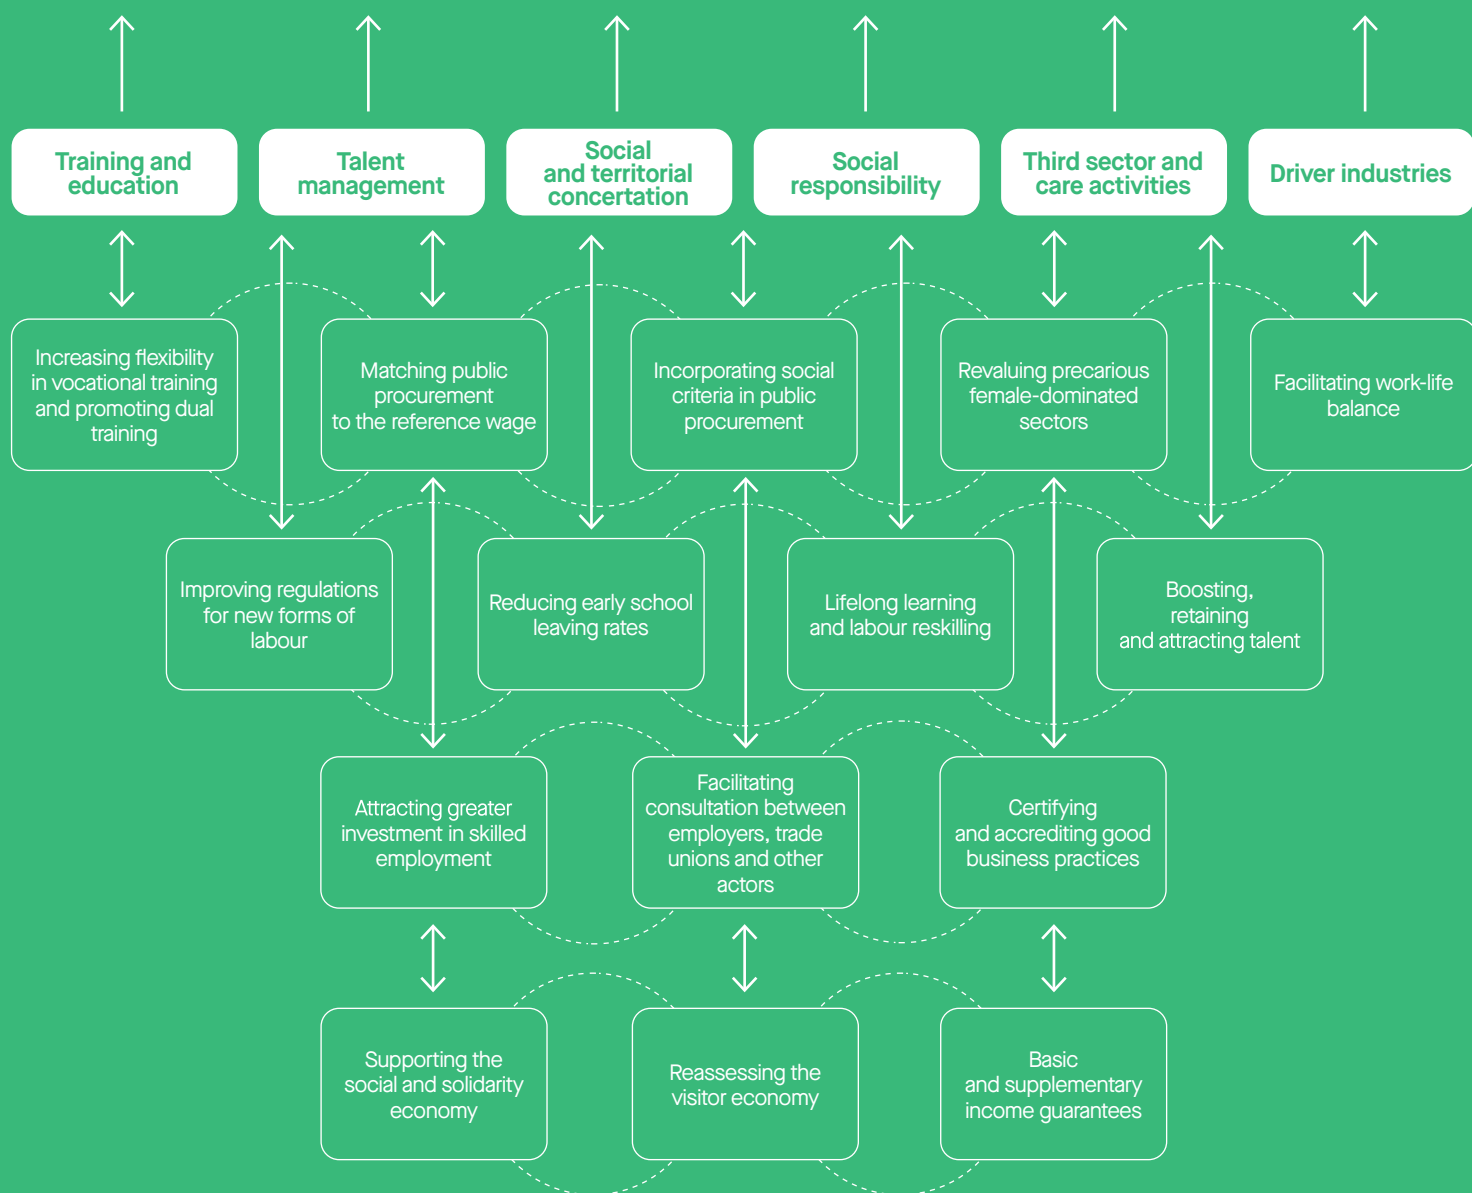 Training and
education
Talent
management
Social
and territorial
concertation
Social
responsibility
Third sector and
care activities
Driver industries
Increasing flexibility
in vocational training
and promoting dual
training
Matching public
procurement
to the reference wage
Incorporating social
criteria in public
procurement
Revaluing precarious
female-dominated
sectors
Facilitating work-life
balance
Improving regulations
for new forms of
labour
Reducing early school
leaving rates
Lifelong learning
and labour reskilling
Boosting,
retaining
and attracting talent
Attracting greater
investment in skilled
employment
Facilitating
consultation between
employers, trade
unions and other
actors
Certifying
and accrediting good
business practices
Supporting the
social and solidarity
economy
Reassessing the
visitor economy
Basic
and supplementary
income guarantees